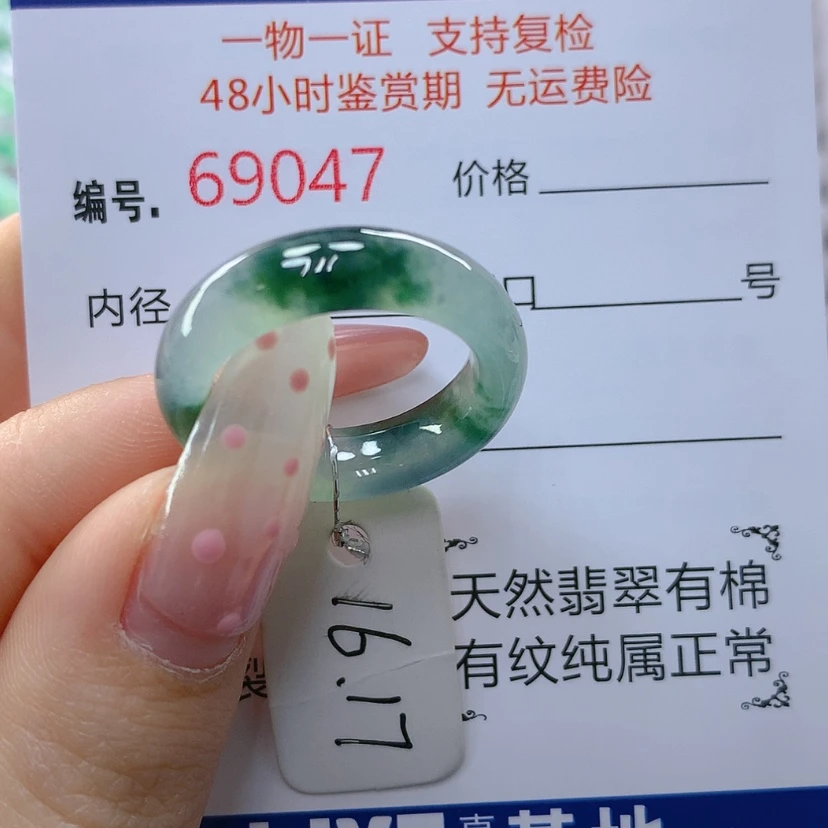 一物一证 支持复检
48小时鉴赏期 无运费险
编号. 69047 价格
内径 口 号
天然翡翠有棉
有纹纯属正常
16.17